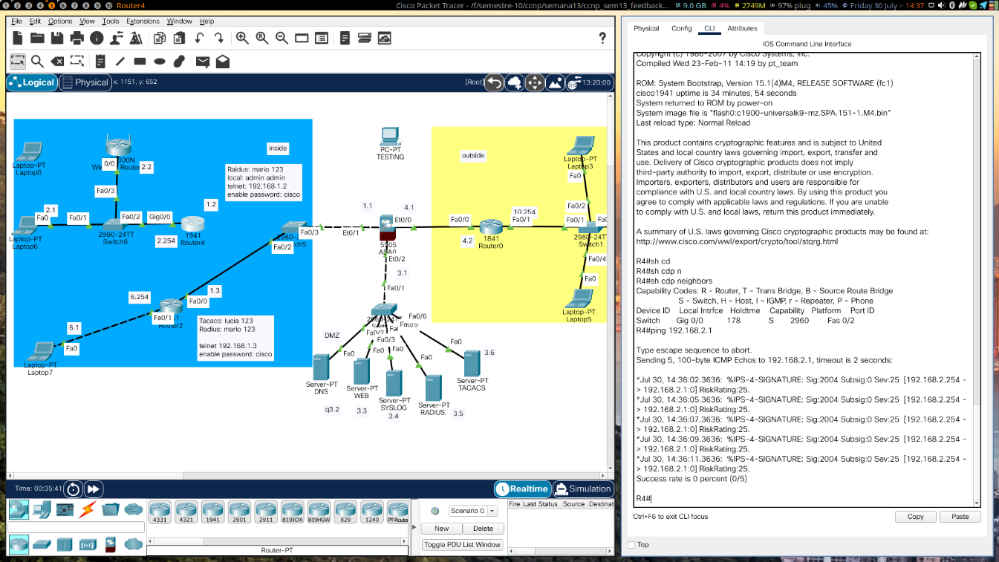 1 2 3 4 5 6 7 8 9 10 Router4
Cisco Packet Tracer - /f/semestre-10/ccnp/semana13/ccnp_sem13_feedback...
9.0 GB 4% 2749M 97% plug 45% Friday 30 July > 14:37
File Edit Options View Tools Extensions Window Help
?
Logical Physical x: 1151, y: 652
[Root]
13:20:00
Laptop-PT
Laptop0
300N
Router
0/0
2.2
inside
Raidus: mario 123
local: admin admin
telnet: 192.168.1.2
enable password: cisco
Fa0/3
2.1
Fa0
Fa0/1
Fa0/2
Gig0/0
1.2
Laptop-PT
Laptop6
2960-24TT
Switch6
2.254
1941
Router4
Fa0/3
Fa0/2
Et0/1
1.1
4.1
Et0/0
5505
Et0/2
3.1
Fa0/1
PC-PT
TESTING
outside
Fa0/0
10.254
Fa0/1
4.2
1841
Router0
Laptop-PT
Laptop3
Fa0
Fa0/2
Fa0/1
2960-24TT
Switch1
Fa0/4
Fa0
Laptop-PT
Laptop5
6.254
1.3
Fa0/0
Fa0/1
Router2
6.1
Fa0
Laptop-PT
Laptop7
Tacacs: lucia 123
Radius: mario 123
telnet 192.168.1.3
enable password: cisco
DMZ
Fa0/6
Fa0/5
Fa0/2
Fa0/3
Fa0
Fa0
Fa0
Fa0
Fa0
3.6
Server-PT
DNS
Server-PT
WEB
Server-PT
SYSLOG
Server-PT
RADIUS.
Server-PT
TACACS
q3.2
3.3
3.4
3.5
Time: 00:35:41
Realtime Simulation
4331 4321 1941 2901 2911 819IOX 819HGW 829 1240 PT-Router
Router-PT
Scenario 0
New Delete
Toggle PDU List Window
Fire Last Status Source Destinat
Physical Config CLI Attributes
IOS Command Line Interface
Copyright (c) 1986-2007 by Cisco Systems, Inc.
Compiled Wed 23-Feb-11 14:19 by pt_team
ROM: System Bootstrap, Version 15.1(4)M4, RELEASE SOFTWARE (fc1)
cisco1941 uptime is 34 minutes, 54 seconds
System returned to ROM by power-on
System image file is "flash0:c1900-universalk9-mz.SPA.151-1.M4.bin"
Last reload type: Normal Reload
This product contains cryptographic features and is subject to United
States and local country laws governing import, export, transfer and
use. Delivery of Cisco cryptographic products does not imply
third-party authority to import, export, distribute or use encryption.
Importers, exporters, distributors and users are responsible for
compliance with U.S. and local country laws. By using this product you
agree to comply with applicable laws and regulations. If you are unable
to comply with U.S. and local laws, return this product immediately.
A summary of U.S. laws governing Cisco cryptographic products may be found at:
http://www.cisco.com/wwl/export/crypto/tool/stqrg.html
R4#sh cd
R4#sh cdp n
R4#sh cdp neighbors
Capability Codes: R - Router, T - Trans Bridge, B - Source Route Bridge
S - Switch, H - Host, I - IGMP, r - Repeater, P - Phone
Device ID Local Intrfce Holdtme Capability Platform Port ID
Switch Gig 0/0 178 S 2960 Fas 0/2
R4#ping 192.168.2.1
Type escape sequence to abort.
Sending 5, 100-byte ICMP Echos to 192.168.2.1, timeout is 2 seconds:
*Jul 30, 14:36:02.3636: %IPS-4-SIGNATURE: Sig:2004 Subsig:0 Sev:25 [192.168.2.254 -
> 192.168.2.1:0] RiskRating:25.
*Jul 30, 14:36:05.3636: %IPS-4-SIGNATURE: Sig:2004 Subsig:0 Sev:25 [192.168.2.254 -
> 192.168.2.1:0] RiskRating:25.
*Jul 30, 14:36:07.3636: %IPS-4-SIGNATURE: Sig:2004 Subsig:0 Sev:25 [192.168.2.254 -
> 192.168.2.1:0] RiskRating:25.
*Jul 30, 14:36:09.3636: %IPS-4-SIGNATURE: Sig:2004 Subsig:0 Sev:25 [192.168.2.254 -
> 192.168.2.1:0] RiskRating:25.
*Jul 30, 14:36:11.3636: %IPS-4-SIGNATURE: Sig:2004 Subsig:0 Sev:25 [192.168.2.254 -
> 192.168.2.1:0] RiskRating:25.
Success rate is 0 percent (0/5)
R4#
Ctrl+F6 to exit CLI focus
Copy Paste
Top